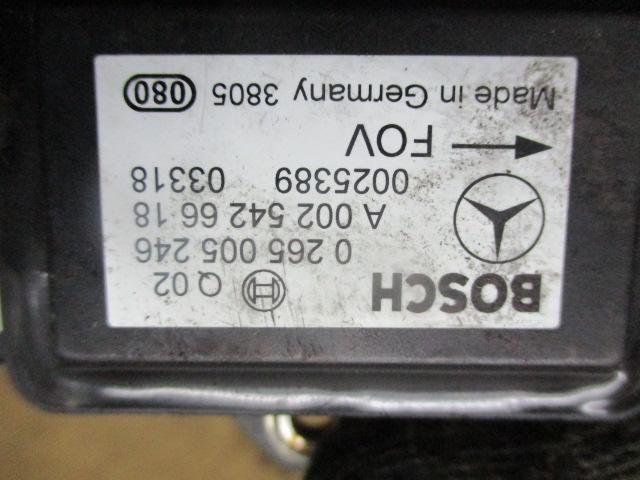 BOSCH Q 02
0 265 005 246
A 002 542 66 18
0025389 03318
FOV
Made in Germany 3805 080